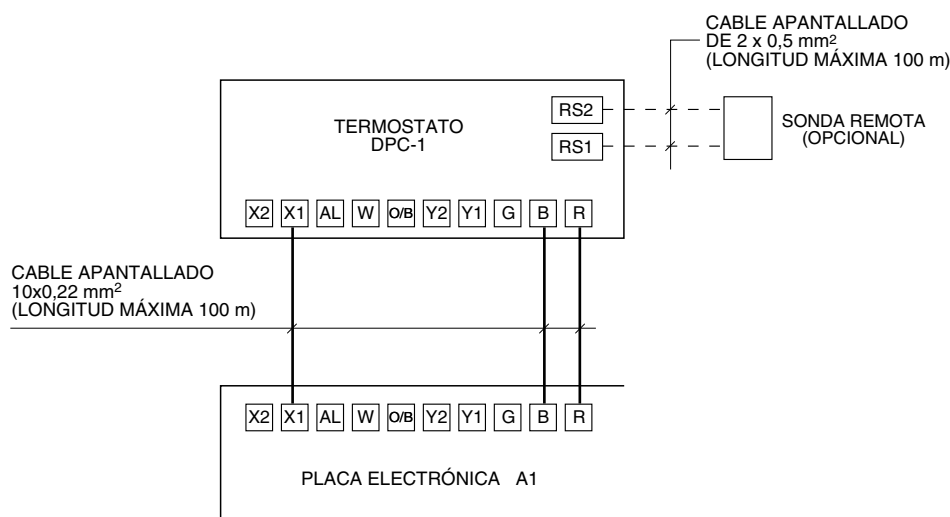 CABLE APANTALLADO
DE 2 x 0,5 mm²
(LONGITUD MÁXIMA 100 m)
TERMOSTATO
DPC-1
RS2
RS1
SONDA REMOTA
(OPCIONAL)
X2 X1 AL W O/B Y2 Y1 G B R
CABLE APANTALLADO
10x0,22 mm²
(LONGITUD MÁXIMA 100 m)
X2 X1 AL W O/B Y2 Y1 G B R
PLACA ELECTRÓNICA A1